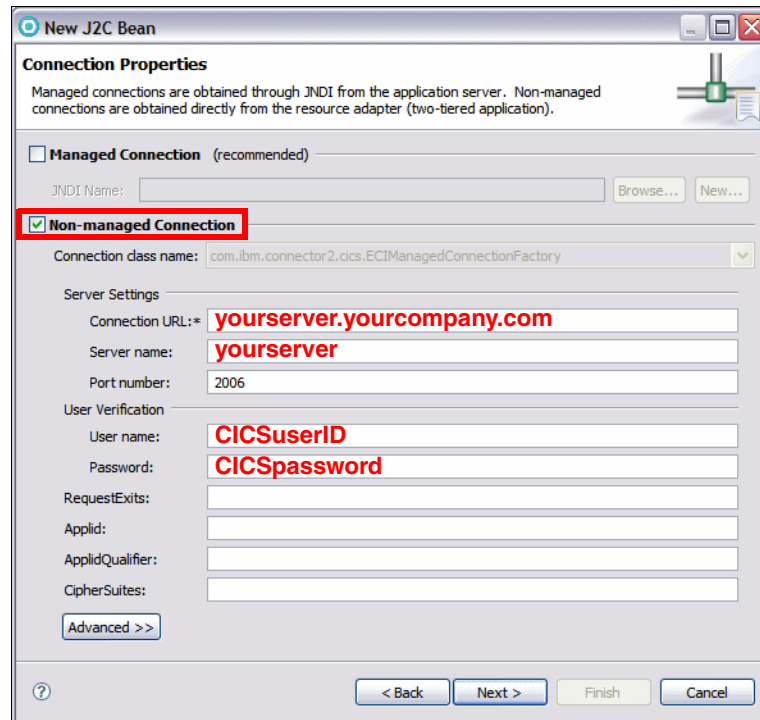 New J2C Bean
Connection Properties
Managed connections are obtained through JNDI from the application server. Non-managed
connections are obtained directly from the resource adapter (two-tiered application).
Managed Connection (recommended)
JNDI Name: Browse... New...
Non-managed Connection
Connection class name: com.ibm.connector2.cics.ECIManagedConnectionFactory
Server Settings
Connection URL:* yourserver.yourcompany.com
Server name: yourserver
Port number: 2006
User Verification
User name: CICSuserID
Password: CICSpassword
RequestExits:
Applid:
ApplidQualifier:
CipherSuites:
Advanced >>
? < Back Next > Finish Cancel